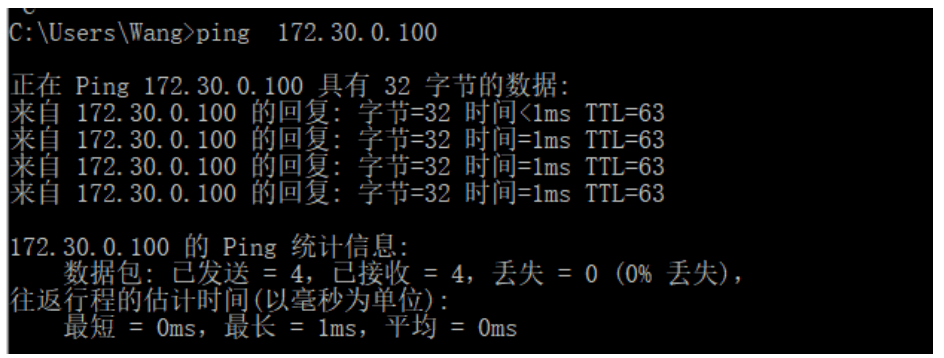 C:\Users\Wang>ping  172.30.0.100
正在 Ping 172.30.0.100 具有 32 字节的数据:
来自 172.30.0.100 的回复: 字节=32 时间<1ms TTL=63
来自 172.30.0.100 的回复: 字节=32 时间=1ms TTL=63
来自 172.30.0.100 的回复: 字节=32 时间=1ms TTL=63
来自 172.30.0.100 的回复: 字节=32 时间=1ms TTL=63
172.30.0.100 的 Ping 统计信息:
    数据包: 已发送 = 4，已接收 = 4，丢失 = 0 (0% 丢失)，
往返行程的估计时间(以毫秒为单位):
    最短 = 0ms，最长 = 1ms，平均 = 0ms